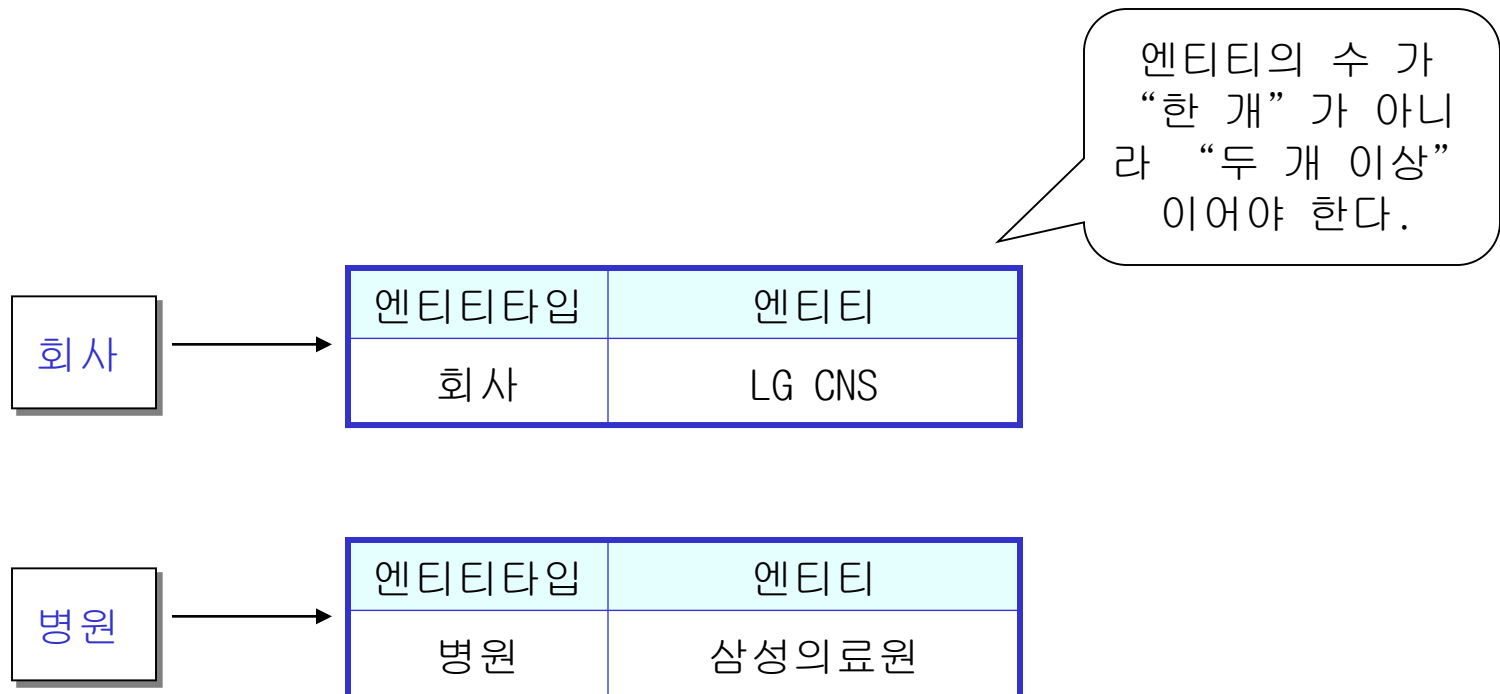 엔티티의 수 가
“한 개”가 아니
라 “두 개 이상”
이어야 한다.
회사
엔티티타입 엔티티
회사 LG CNS
병원
엔티티타입 엔티티
병원 삼성의료원